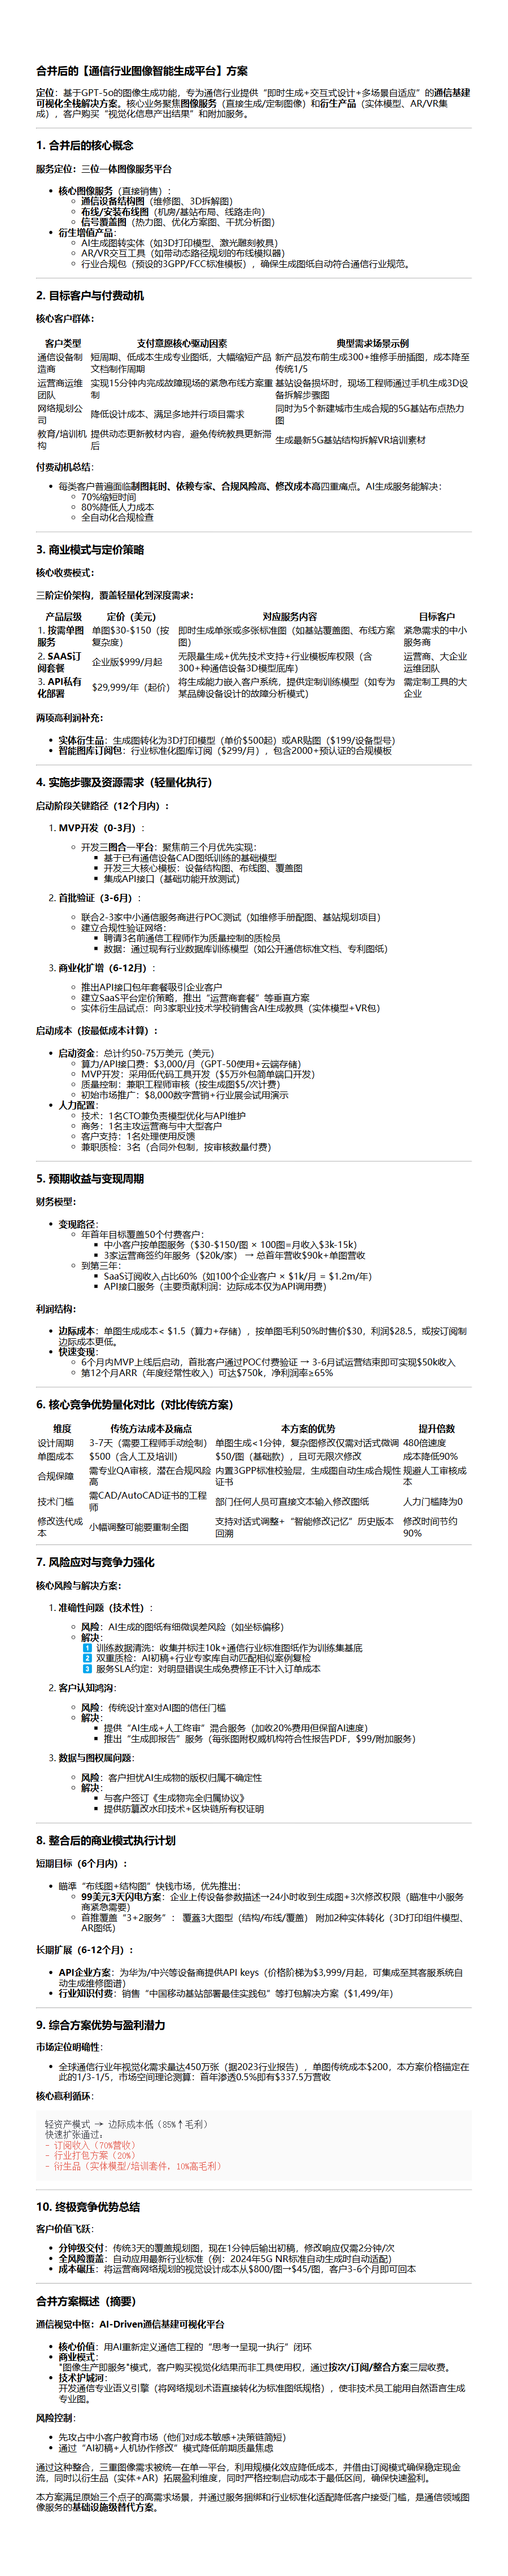 合并后的【通信行业图像智能生成平台】方案
定位：基于GPT-5o的图像生成功能，专为通信行业提供“即时生成+交互式设计+多场景自适应”的通信基建
可视化全栈解决方案。核心业务聚焦图像服务（直接生成/定制图像）和衍生产品（实体模型、AR/VR集
成），客户购买“视觉化信息产出结果”和附加服务。
1. 合并后的核心概念
服务定位：三位一体图像服务平台
• 核心图像服务（直接销售）：
◦ 通信设备结构图（维修图、3D拆解图）
◦ 布线/安装布线图（机房/基站布局、线路走向）
◦ 信号覆盖图（热力图、优化方案图、干扰分析图）
• 衍生增值产品：
◦ AI生成图转实体（如3D打印模型、激光雕刻教具）
◦ AR/VR交互工具（如带动态路径规划的布线模拟器）
◦ 行业合规包（预设的3GPP/FCC标准模板），确保生成图纸自动符合通信行业规范。
2. 目标客户与付费动机
核心客户群体：
客户类型 支付意愿核心驱动因素 典型需求场景示例
通信设备制 短周期、低成本生成专业图纸，大幅缩短产品 新产品发布前生成300+维修手册插图，成本降至
造商 文档制作周期 传统1/5
运营商运维 实现15分钟内完成故障现场的紧急布线方案重 基站设备损坏时，现场工程师通过手机生成3D设
团队 制 备拆解步骤图
网络规划公 降低设计成本、满足多地并行项目需求 同时为5个新建城市生成合规的5G基站布点热力
司 图
教育/培训机 提供动态更新教材内容，避免传统教具更新滞 生成最新5G基站结构拆解VR培训素材
构 后
付费动机总结：
• 每类客户普遍面临制图耗时、依赖专家、合规风险高、修改成本高四重痛点。AI生成服务能解决：
◦ 70%缩短时间
◦ 80%降低人力成本
◦ 全自动化合规检查
3. 商业模式与定价策略
核心收费模式：
三阶定价架构，覆盖轻量化到深度需求：
产品层级 定价（美元） 对应服务内容 目标客户
1. 按需单图 单图$30-$150（按 即时生成单张或多张标准图（如基站覆盖图、布线方案 紧急需求的中小
服务 复杂度） 图） 服务商
2. SAAS订 企业版$999/月起 无限量生成+优先技术支持+行业模板库权限（含 运营商、大企业
阅套餐 300+种通信设备3D模型底库） 运维团队
3. API私有 $29,999/年（起价） 将生成能力嵌入客户系统，提供定制训练模型（如专为 需定制工具的大
化部署 某品牌设备设计的故障分析模式） 企业
两项高利润补充：
• 实体衍生品：生成图转化为3D打印模型（单价$500起）或AR贴图（$199/设备型号）
• 智能图库订阅包：行业标准化图库订阅（$299/月），包含2000+预认证的合规模板
4. 实施步骤及资源需求（轻量化执行）
启动阶段关键路径（12个月内）：
1. MVP开发（0-3月）：
◦ 开发三图合一平台：聚焦前三个月优先实现：
▪ 基于已有通信设备CAD图纸训练的基础模型
▪ 开发三大核心模板：设备结构图、布线图、覆盖图
▪ 集成API接口（基础功能开放测试）
2. 首批验证（3-6月）：
◦ 联合2-3家中小通信服务商进行POC测试（如维修手册配图、基站规划项目）
◦ 建立合规性验证网络：
▪ 聘请3名前通信工程师作为质量控制的质检员
▪ 数据：通过现有行业数据库训练模型（如公开通信标准文档、专利图纸）
3. 商业化扩增（6-12月）：
◦ 推出API接口包年套餐吸引企业客户
◦ 建立SaaS平台定价策略，推出“运营商套餐”等垂直方案
◦ 实体衍生品试点：向3家职业技术学校销售含AI生成教具（实体模型+VR包）
启动成本（按最低成本计算）：
• 启动资金：总计约50-75万美元（美元）
◦ 算力/API接口费：$3,000/月（GPT-50使用+云端存储）
◦ MVP开发：采用低代码工具开发（$5万外包简单端口开发）
◦ 质量控制：兼职工程师审核（按生成图$5/次计费）
◦ 初始市场推广：$8,000数字营销+行业展会试用演示
• 人力配置：
◦ 技术：1名CTO兼负责模型优化与API维护
◦ 商务：1名主攻运营商与中大型客户
◦ 客户支持：1名处理使用反馈
◦ 兼职质检：3名（合同外包制，按审核数量付费）
5. 预期收益与变现周期
财务模型：
• 变现路径：
◦ 年首年目标覆盖50个付费客户：
▪ 中小客户按单图服务（$30-$150/图 × 100图=月收入$3k-15k）
▪ 3家运营商签约年服务（$20k/家） → 总首年营收$90k+单图营收
◦ 到第三年：
▪ SaaS订阅收入占比60%（如100个企业客户 × $1k/月 = $1.2m/年）
▪ API接口服务（主要贡献利润：边际成本仅为API调用费）
利润结构：
• 边际成本：单图生成成本< $1.5（算力+存储），按单图毛利50%时售价$30，利润$28.5，或按订阅制
边际成本更低。
• 快速变现：
◦ 6个月内MVP上线后启动，首批客户通过POC付费验证 → 3-6月试运营结束即可实现$50k收入
◦ 第12个月ARR（年度经常性收入）可达$750k，净利润率≥65%
6. 核心竞争优势量化对比（对比传统方案）
维度 传统方法成本及痛点 本方案的优势 提升倍数
设计周期 3-7天（需要工程师手动绘制） 单图生成<1分钟，复杂图修改仅需对话式微调 480倍速度
单图成本 $500（含人工及培训） $50/图（基础款），且可无限次修改 成本降低90%
合规保障 需专业QA审核，潜在合规风险 内置3GPP标准校验层，生成图自动生成合规性 规避人工审核成
高 证书 本
技术门槛 需CAD/AutoCAD证书的工程 部门任何人员可直接文本输入修改图纸 人力门槛降为0
师
修改迭代成 小幅调整可能要重制全图 支持对话式调整+“智能修改记忆”历史版本 修改时间节约
本 回溯 90%
7. 风险应对与竞争力强化
核心风险与解决方案：
1. 准确性问题（技术性）：
◦ 风险：AI生成的图纸有细微误差风险（如坐标偏移）
◦ 解决：
1️⃣ 训练数据清洗：收集并标注10k+通信行业标准图纸作为训练集基底
2️⃣ 双重质检：AI初稿+行业专家库自动匹配相似案例复检
3️⃣ 服务SLA约定：对明显错误生成免费修正不计入订单成本
2. 客户认知鸿沟：
◦ 风险：传统设计室对AI图的信任门槛
◦ 解决：
▪ 提供“AI生成+人工终审”混合服务（加收20%费用但保留AI速度）
▪ 推出“生成即报告”服务（每张图附权威机构符合性报告PDF，$99/附加服务）
3. 数据与图权属问题：
◦ 风险：客户担忧AI生成物的版权归属不确定性
◦ 解决：
▪ 与客户签订《生成物完全归属协议》
▪ 提供防篡改水印技术+区块链所有权证明
8. 整合后的商业模式执行计划
短期目标（6个月内）：
• 瞄準“布线图+结构图”快钱市场，优先推出：
◦ 99美元3天闪电方案：企业上传设备参数描述→24小时收到生成图+3次修改权限（瞄准中小服务
商紧急需要）
◦ 首推覆盖“3+2服务”： 覆蓋3大图型（结构/布线/覆盖） 附加2种实体转化（3D打印组件模型、
AR图纸）
长期扩展（6-12个月）：
• API企业方案：为华为/中兴等设备商提供API keys（价格阶梯为$3,999/月起，可集成至其客服系统自
动生成维修图谱）
• 行业知识付费：销售“中国移动基站部署最佳实践包”等打包解决方案（$1,499/年）
9. 综合方案优势与盈利潜力
市场定位明确性：
• 全球通信行业年视觉化需求量达450万张（据2023行业报告），单图传统成本$200，本方案价格锚定在
此的1/3-1/5，市场空间理论测算：首年渗透0.5%即有$337.5万营收
核心赢利循环：
轻资产模式 → 边际成本低（85%↑毛利）
快速扩张通过：
- 订阅收入（70%营收）
- 行业打包方案（20%）
- 衍生品（实体模型/培训套件，10%高毛利）
10. 终极竞争优势总结
客户价值飞跃：
• 分钟级交付：传统3天的覆盖规划图，现在1分钟后输出初稿，修改响应仅需2分钟/次
• 全风险覆盖：自动应用最新行业标准（例：2024年5G NR标准自动生成时自动适配）
• 成本碾压：将运营商网络规划的视觉设计成本从$800/图→$45/图，客户3-6个月即可回本
合并方案概述（摘要）
通信视觉中枢：AI-Driven通信基建可视化平台
• 核心价值：用AI重新定义通信工程的“思考→呈现→执行”闭环
• 商业模式：
“图像生产即服务”模式，客户购买视觉化结果而非工具使用权，通过按次/订阅/整合方案三层收费。
• 技术护城河：
开发通信专业语义引擎（将网络规划术语直接转化为标准图纸规格），使非技术员工能用自然语言生成
专业图。
风险控制：
◦ 先攻占中小客户教育市场（他们对成本敏感+决策链简短）
◦ 通过“AI初稿+人机协作修改”模式降低前期质量焦虑
通过这种整合，三重图像需求被统一在单一平台，利用规模化效应降低成本，并借由订阅模式确保稳定现金
流，同时以衍生品（实体+AR）拓展盈利维度，同时严格控制启动成本于最低区间，确保快速盈利。
本方案满足原始三个点子的高需求场景，并通过服务捆绑和行业标准化适配降低客户接受门槛，是通信领域图
像服务的基础设施级替代方案。